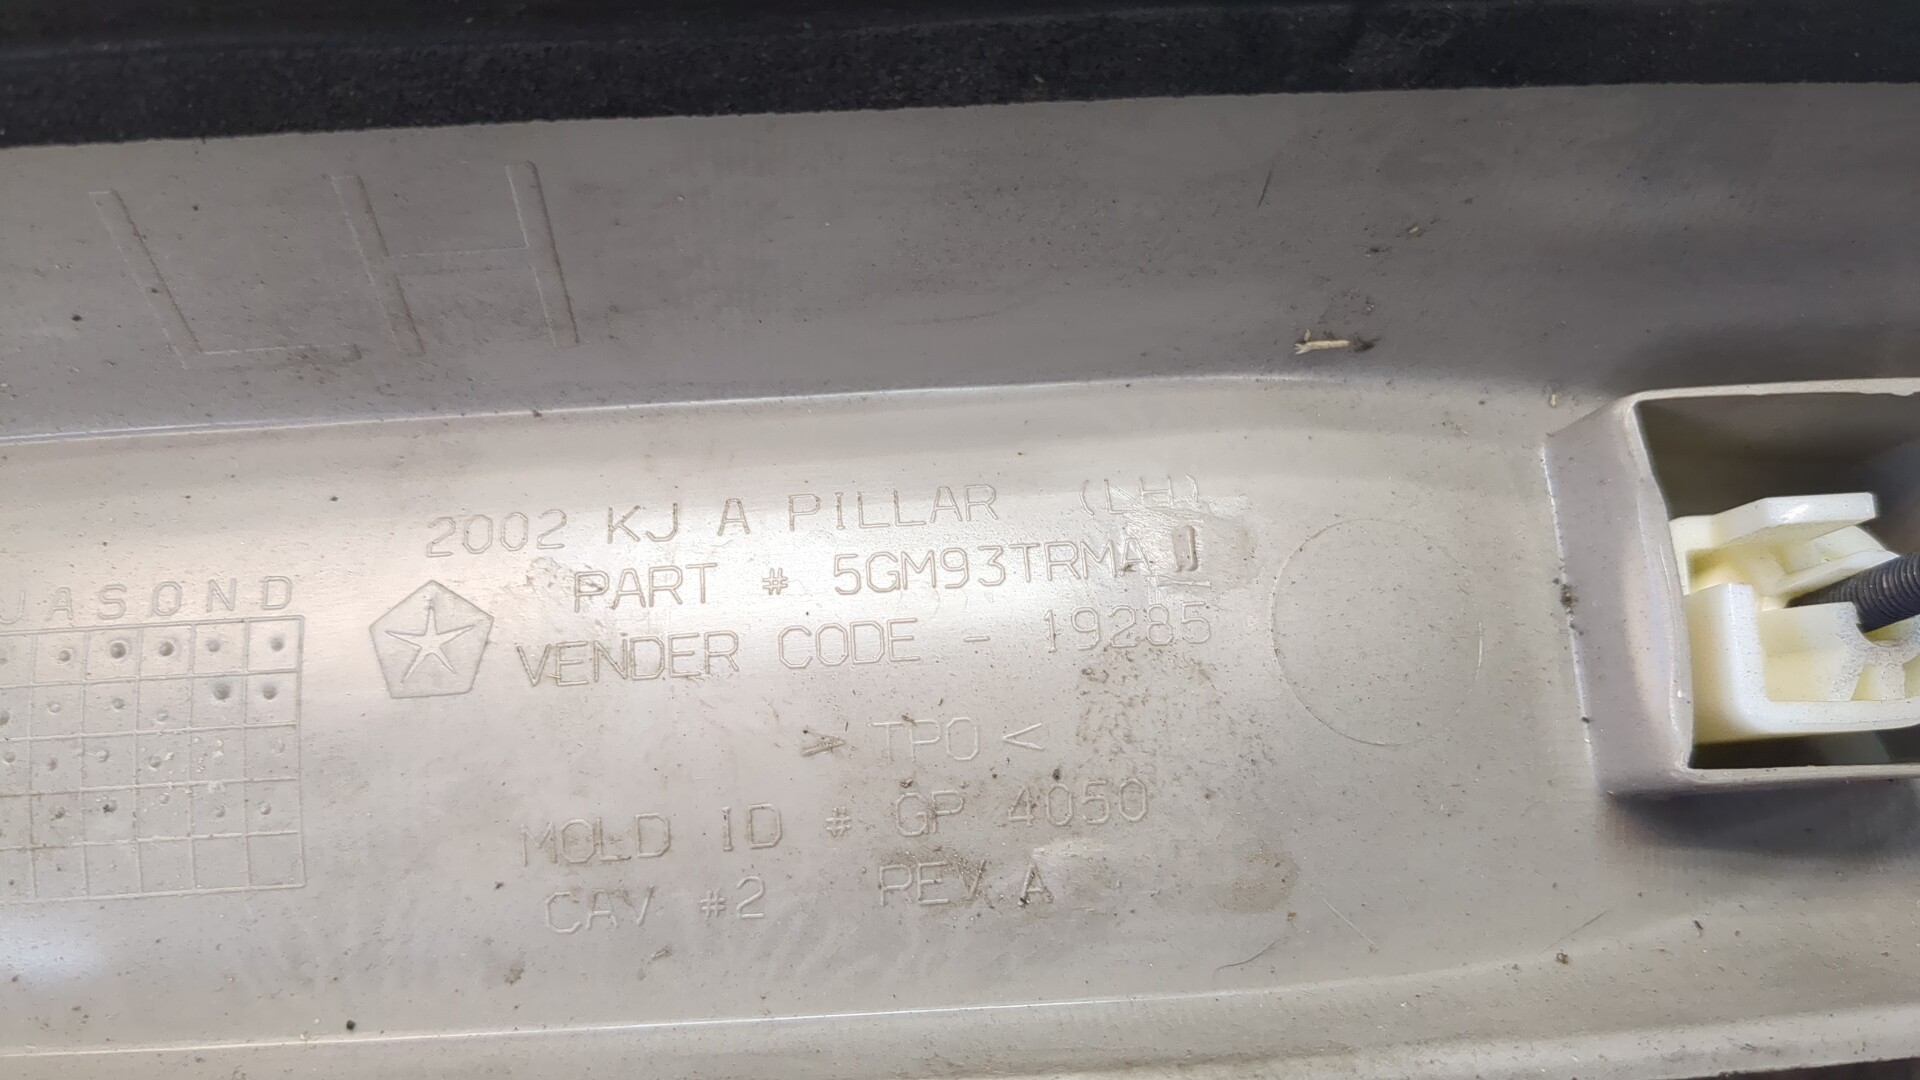 LH
2002 KJ A PILLAR (LH)
PART # 5GM93TRMA J
VENDER CODE - 19285
JASOND
> TPO <
MOLD ID # GP 4050
CAV #2 REV A